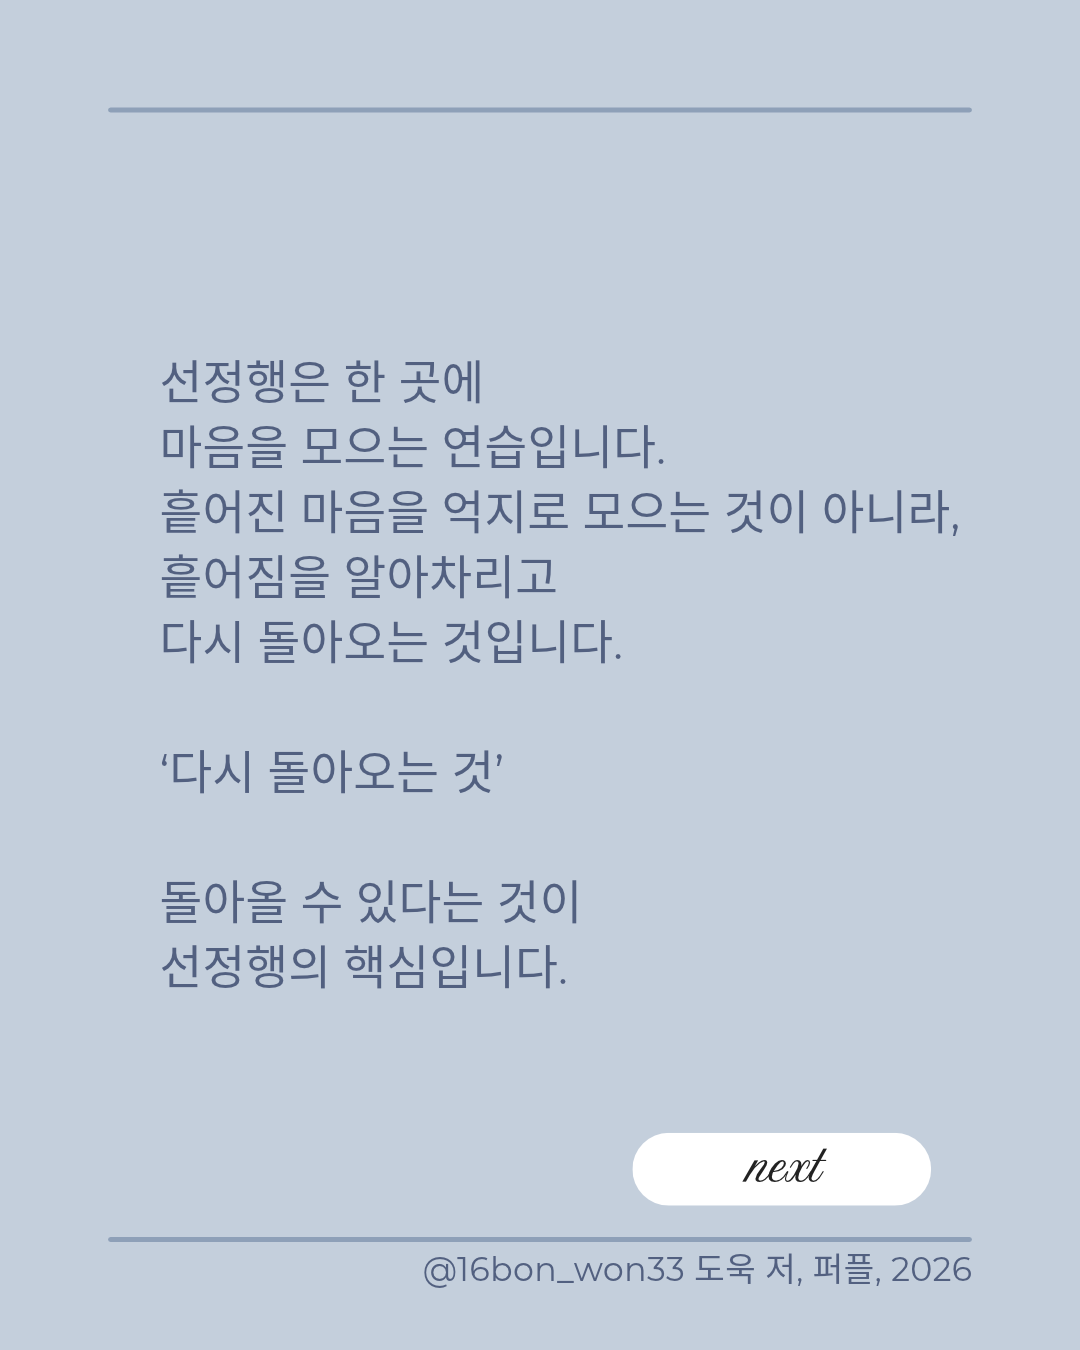 선정행은 한 곳에
마음을 모으는 연습입니다.
흩어진 마음을 억지로 모으는 것이 아니라,
흩어짐을 알아차리고
다시 돌아오는 것입니다.
‘다시 돌아오는 것’
돌아올 수 있다는 것이
선정행의 핵심입니다.
next
@16bon_won33 도욱 저, 퍼플, 2026